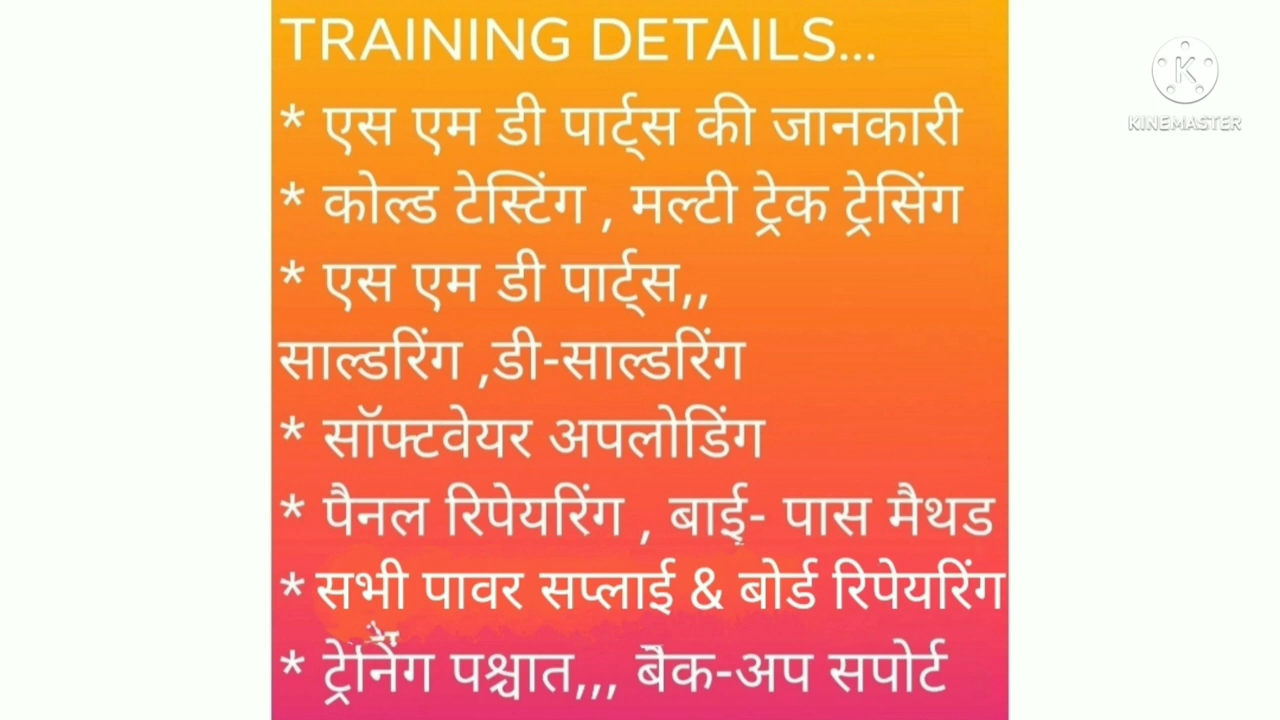 TRAINING DETAILS...
* एस एम डी पार्ट्स की जानकारी
* कोल्ड टेस्टिंग , मल्टी ट्रेक ट्रेसिंग
* एस एम डी पार्ट्स,,
साल्डरिंग ,डी-साल्डरिंग
* सॉफ्टवेयर अपलोडिंग
* पैनल रिपेयरिंग , बाई- पास मैथड
* सभी पावर सप्लाई & बोर्ड रिपेयरिंग
* ट्रेनिंग पश्चात,,, बैक-अप सपोर्ट
K
KINEMASTER